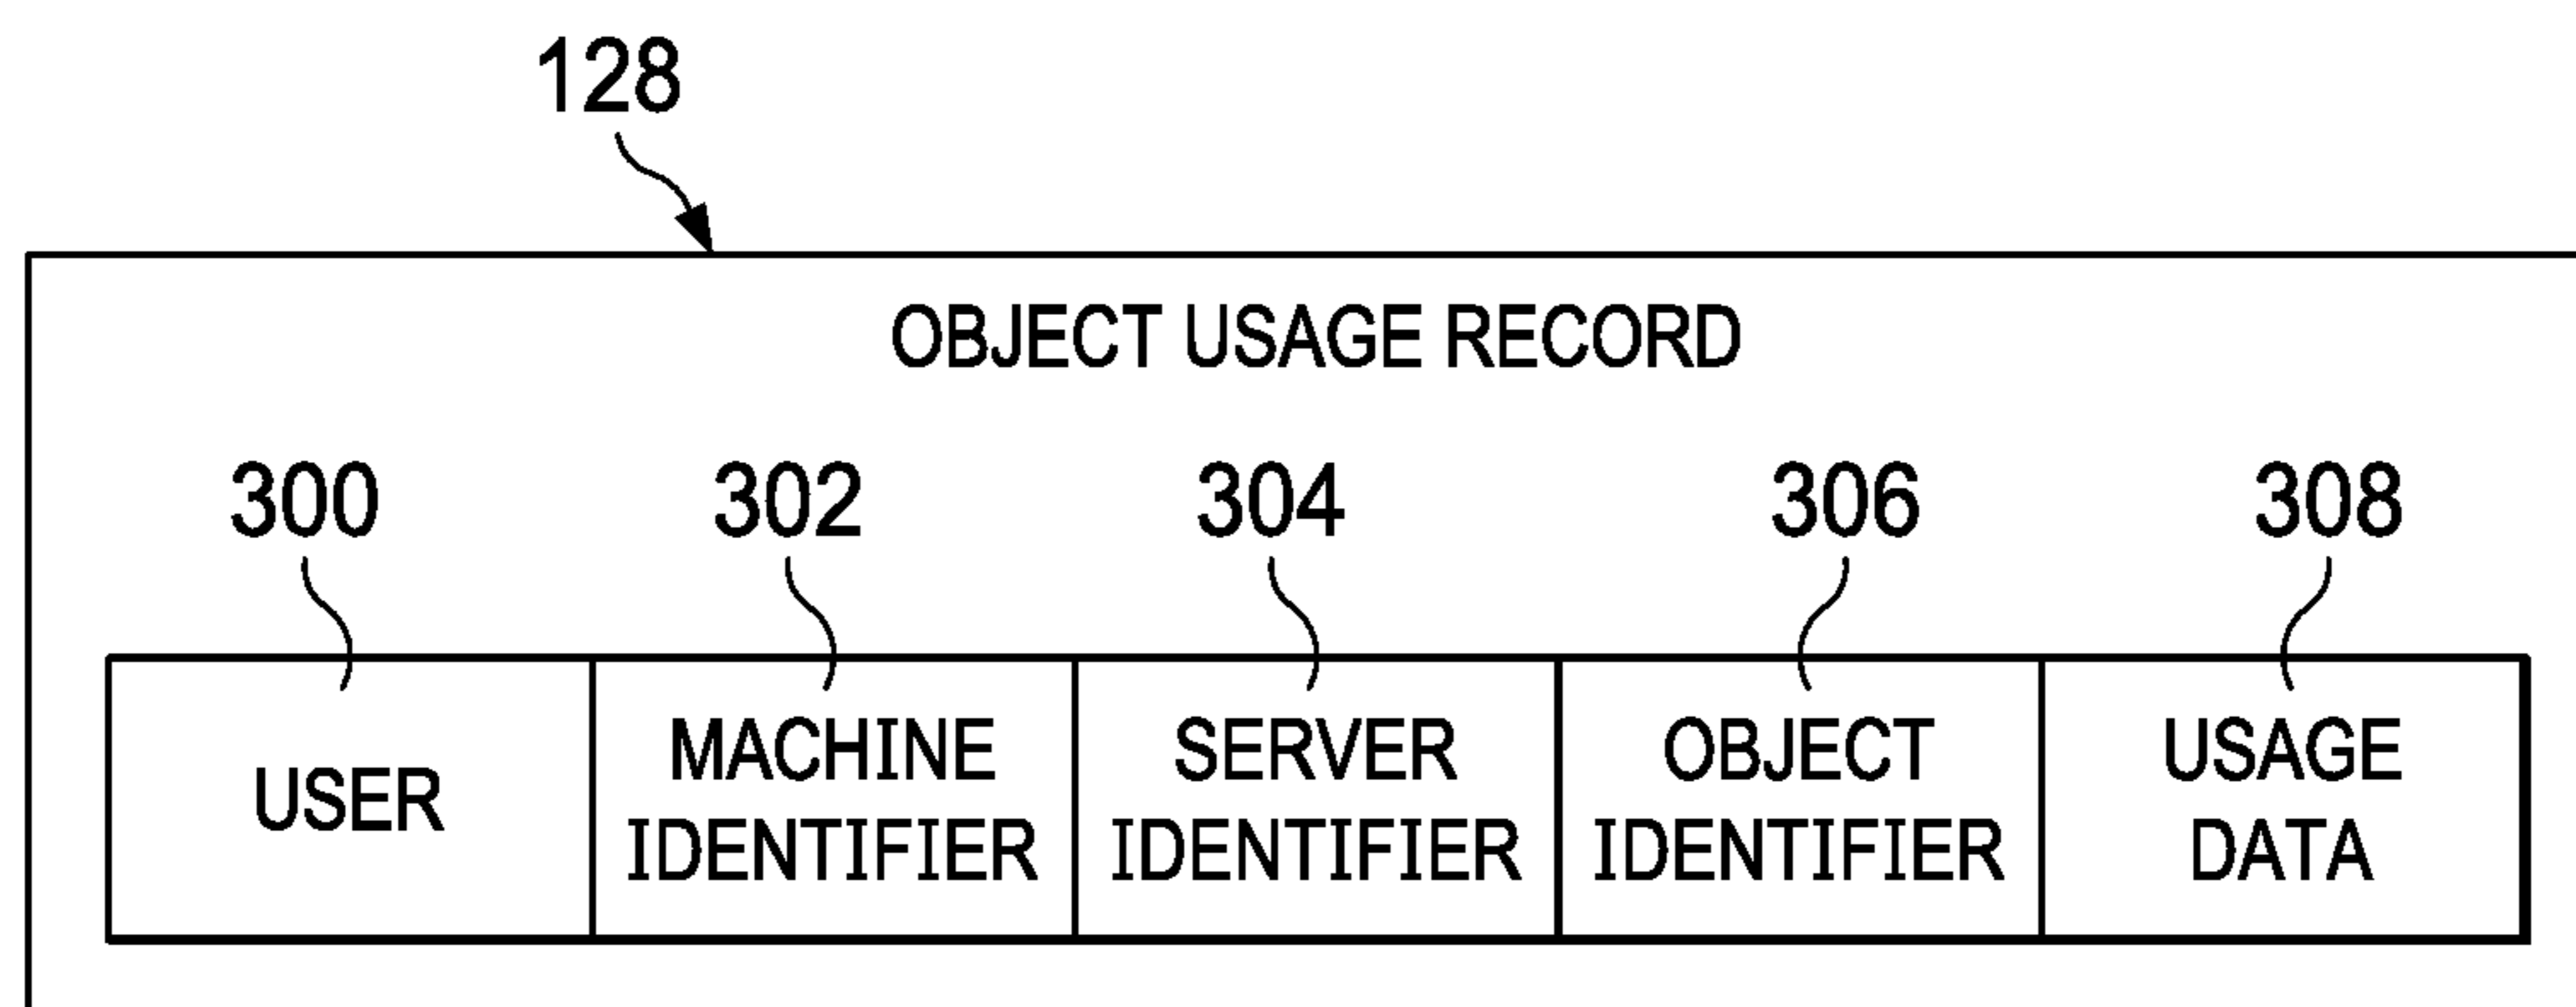 128
OBJECT USAGE RECORD
300 302 304 306 308
USER
MACHINE
IDENTIFIER
SERVER
IDENTIFIER
OBJECT
IDENTIFIER
USAGE
DATA